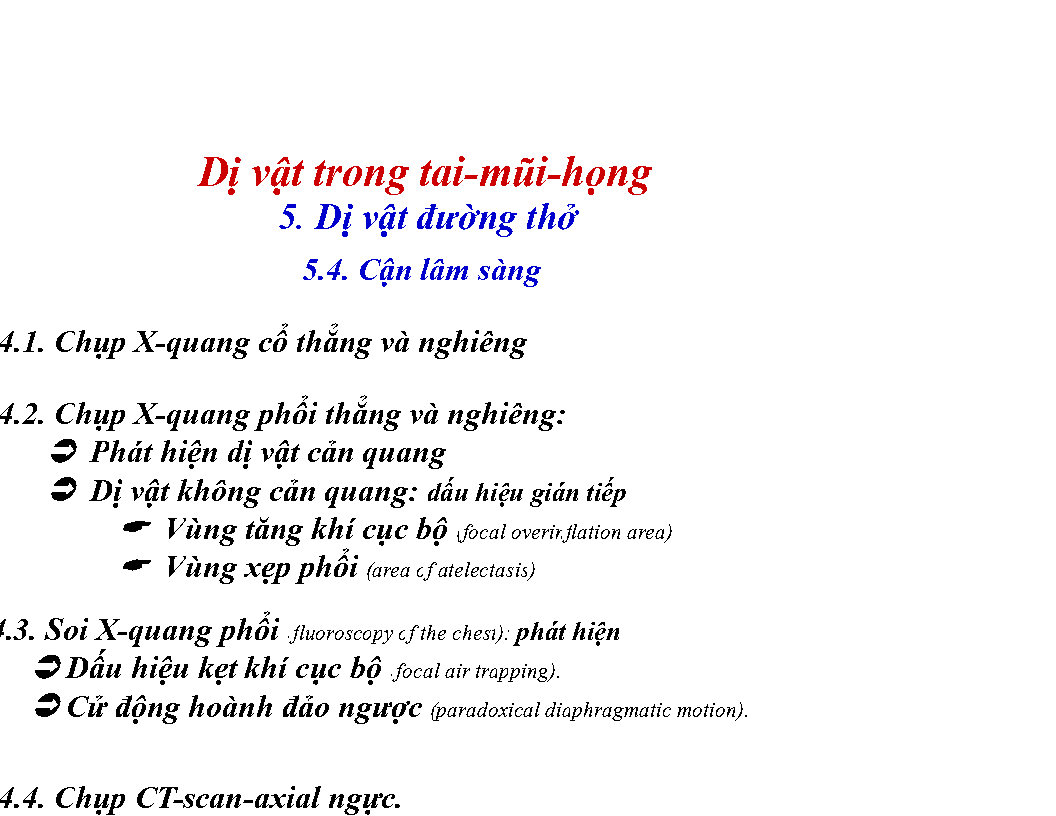 Dị vật trong tai-mũi-họng
5. Dị vật đường thở
5.4. Cận lâm sàng
4.1. Chụp X-quang cổ thẳng và nghiêng
4.2. Chụp X-quang phổi thẳng và nghiêng:
➲ Phát hiện dị vật cản quang
➲ Dị vật không cản quang: dấu hiệu gián tiếp
☛ Vùng tăng khí cục bộ (focal overinflation area)
☛ Vùng xẹp phổi (area of atelectasis)
4.3. Soi X-quang phổi (fluoroscopy of the chest): phát hiện
➲ Dấu hiệu kẹt khí cục bộ (focal air trapping).
➲ Cử động hoành đảo ngược (paradoxical diaphragmatic motion).
4.4. Chụp CT-scan-axial ngực.